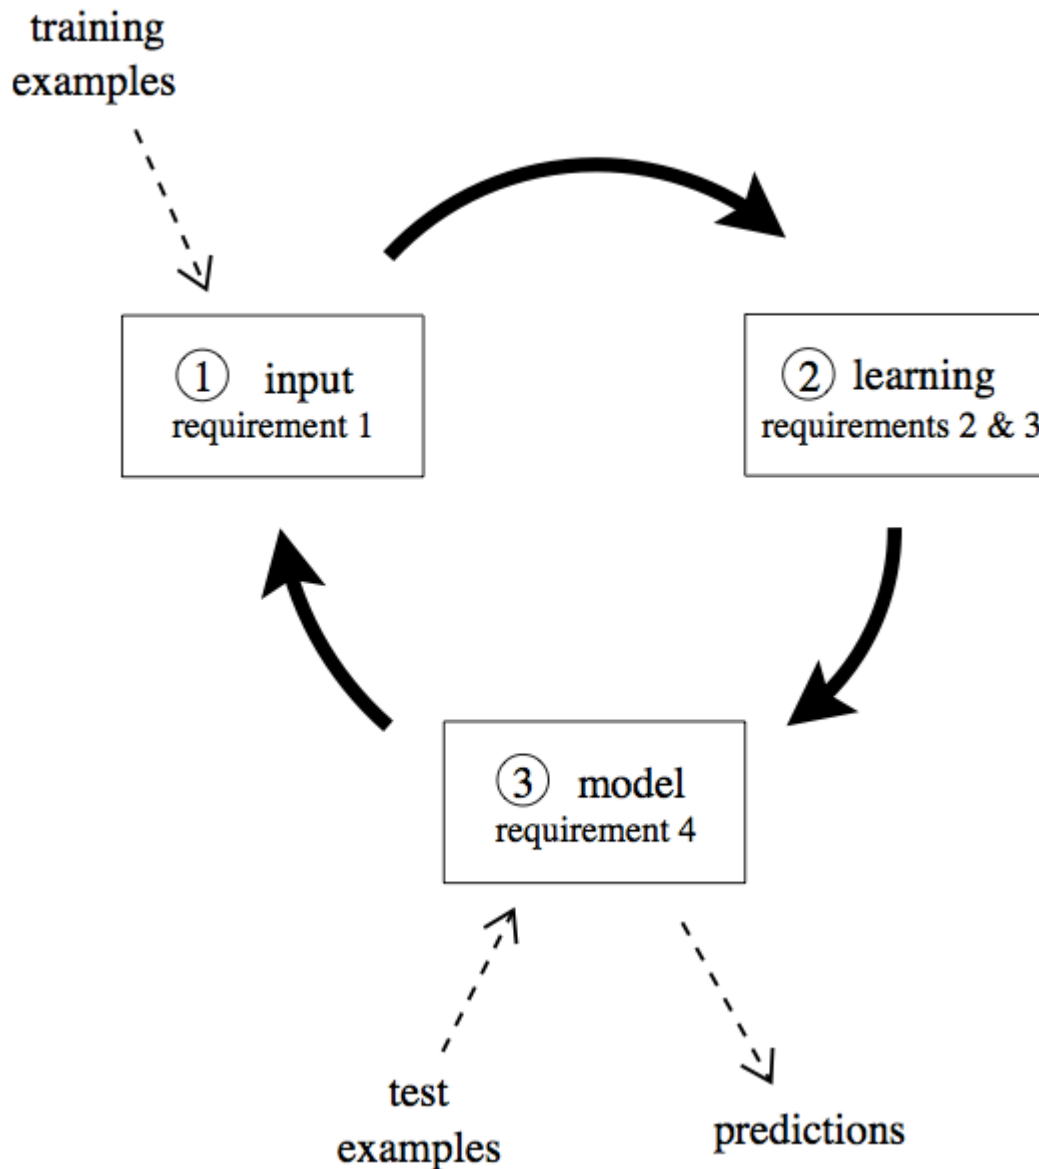 training
examples
① input
requirement 1
② learning
requirements 2 & 3
③ model
requirement 4
test
examples
predictions